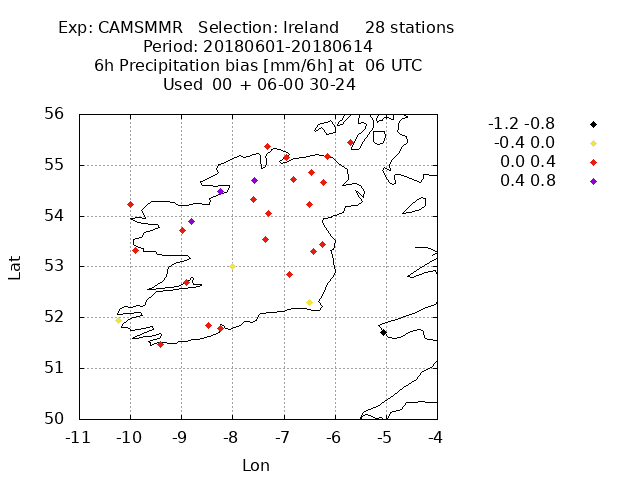 Exp: CAMSMMR   Selection: Ireland     28 stations
Period: 20180601-20180614
6h Precipitation bias [mm/6h] at  06 UTC
Used  00 + 06-00 30-24
56
55
54
53
52
51
50
-11 -10 -9 -8 -7 -6 -5 -4
Lat
Lon
-1.2 -0.8
-0.4 0.0
0.0 0.4
0.4 0.8